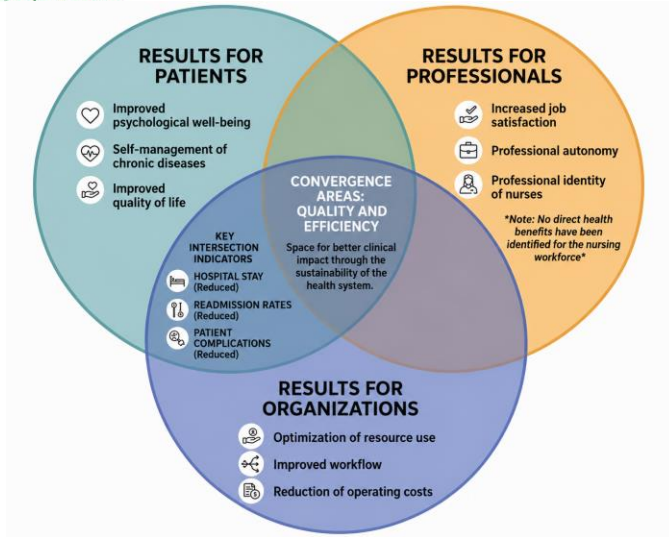 RESULTS FOR
PATIENTS
Improved
psychological well-being
Self-management of
chronic diseases
Improved
quality of life
RESULTS FOR
PROFESSIONALS
Increased job
satisfaction
Professional autonomy
Professional identity
of nurses
*Note: No direct health
benefits have been
identified for the nursing
workforce*
CONVERGENCE
AREAS:
QUALITY AND
EFFICIENCY
Space for better clinical
impact through the
sustainability of the
health system.
KEY
INTERSECTION
INDICATORS
HOSPITAL STAY
(Reduced)
READMISSION RATES
(Reduced)
PATIENT
COMPLICATIONS
(Reduced)
RESULTS FOR
ORGANIZATIONS
Optimization of resource use
Improved workflow
Reduction of operating costs